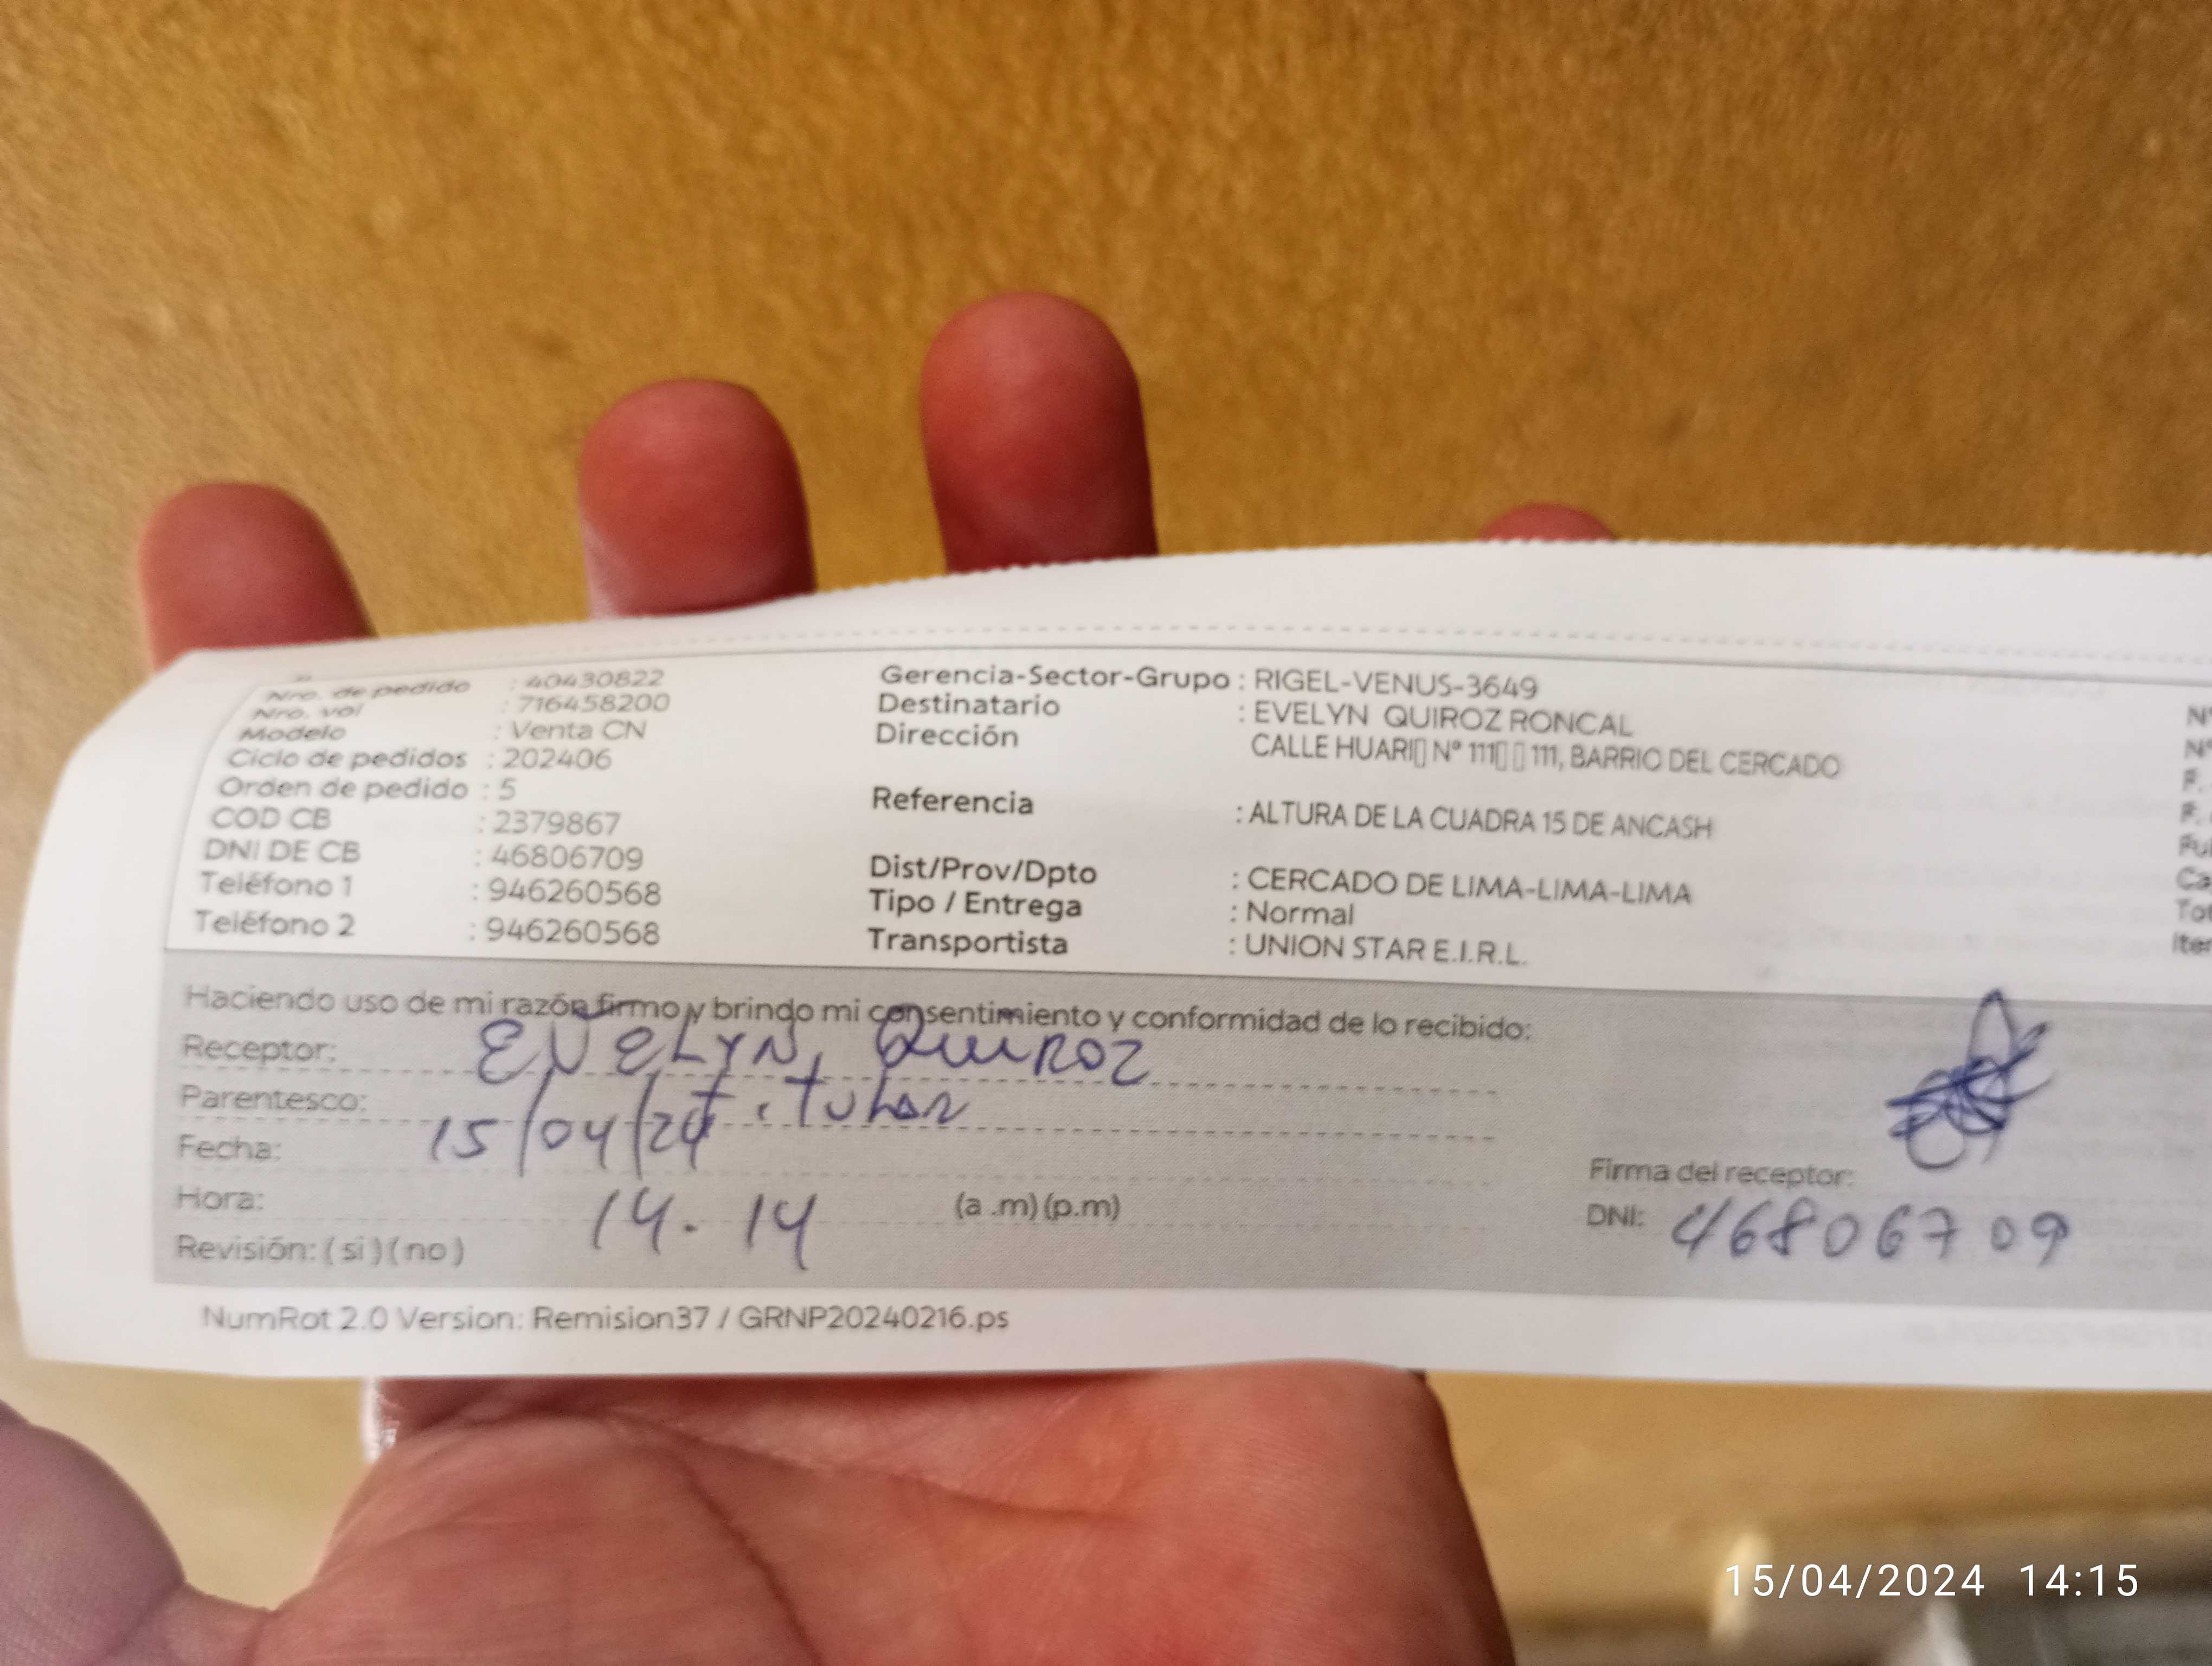 Nro. de pedido : 40430822
Nro. vol : 716458200
Modelo : Venta CN
Ciclo de pedidos : 202406
Orden de pedido : 5
COD CB : 2379867
DNI DE CB : 46806709
Teléfono 1 : 946260568
Teléfono 2 : 946260568
Gerencia-Sector-Grupo : RIGEL-VENUS-3649
Destinatario : EVELYN QUIROZ RONCAL
Dirección CALLE HUARI▯ N° 111▯ ▯ 111, BARRIO DEL CERCADO
Referencia : ALTURA DE LA CUADRA 15 DE ANCASH
Dist/Prov/Dpto : CERCADO DE LIMA-LIMA-LIMA
Tipo / Entrega : Normal
Transportista : UNION STAR E.I.R.L.
Haciendo uso de mi razón firmo y brindo mi consentimiento y conformidad de lo recibido:
Receptor: EVELYN QUIROZ
Parentesco: Titular
Fecha: 15/04/24
Hora: 14. 14 (a .m) (p.m)
Revisión: ( si ) ( no )
Firma del receptor:
DNI: 46806709
NumRot 2.0 Version: Remision37 / GRNP20240216.ps
15/04/2024 14:15